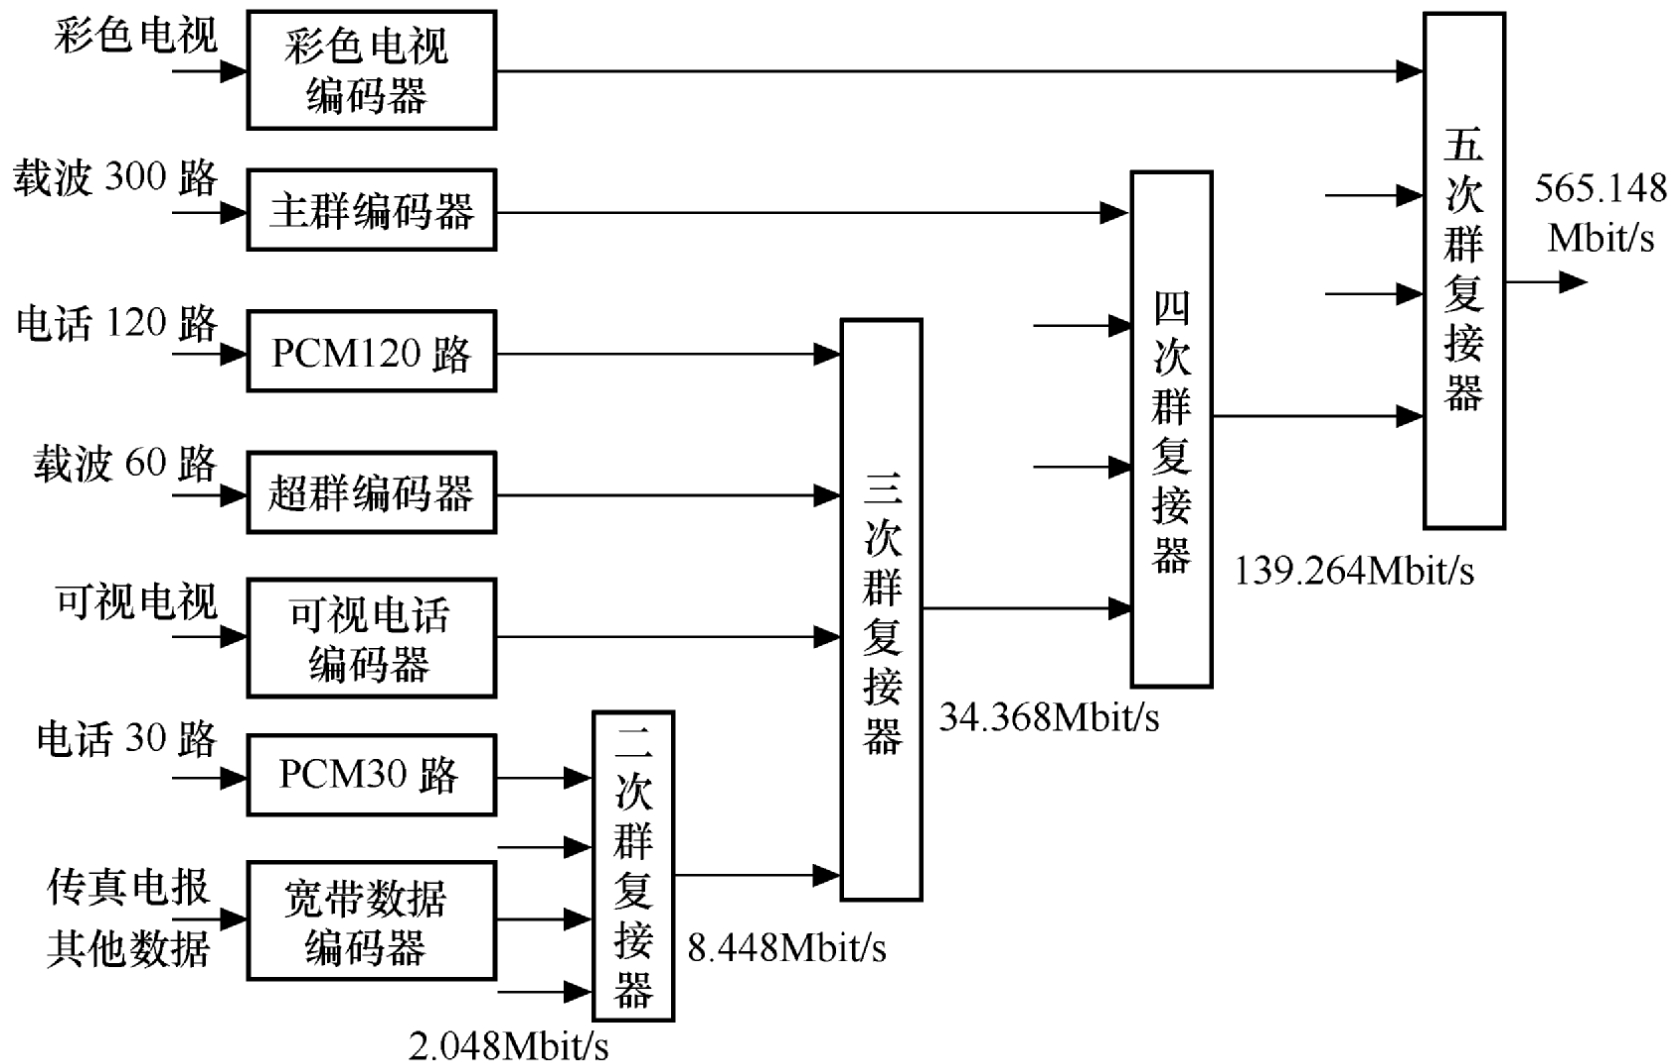 彩色电视
彩色电视
编码器
载波 300 路
主群编码器
电话 120 路
PCM120 路
载波 60 路
超群编码器
可视电视
可视电话
编码器
电话 30 路
PCM30 路
传真电报
其他数据
宽带数据
编码器
2.048Mbit/s
二次群复接器
8.448Mbit/s
三次群复接器
34.368Mbit/s
四次群复接器
139.264Mbit/s
五次群复接器
565.148
Mbit/s